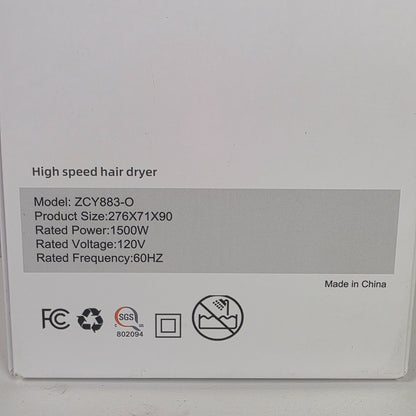 High speed hair dryer
Model: ZCY883-O
Product Size:276X71X90
Rated Power:1500W
Rated Voltage:120V
Rated Frequency:60HZ
Made in China
FC
SGS
C US
802094